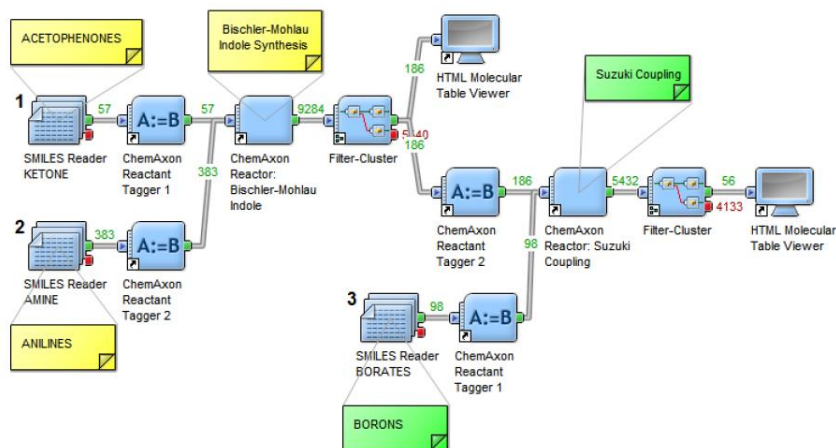 ACETOPHENONES
Bischler-Mohlau
Indole Synthesis
Suzuki Coupling
1
57
A:=B
57
9284
186
HTML Molecular
Table Viewer
SMILES Reader
KETONE
ChemAxon
Reactant
Tagger 1
383
ChemAxon
Reactor:
Bischler-Mohlau
Indole
Filter-Cluster
186
A:=B
186
5432
56
4133
ChemAxon
Reactant
Tagger 2
98
ChemAxon
Reactor: Suzuki
Coupling
Filter-Cluster
HTML Molecular
Table Viewer
2
383
A:=B
SMILES Reader
AMINE
ChemAxon
Reactant
Tagger 2
ANILINES
3
98
A:=B
SMILES Reader
BORATES
ChemAxon
Reactant
Tagger 1
BORONS